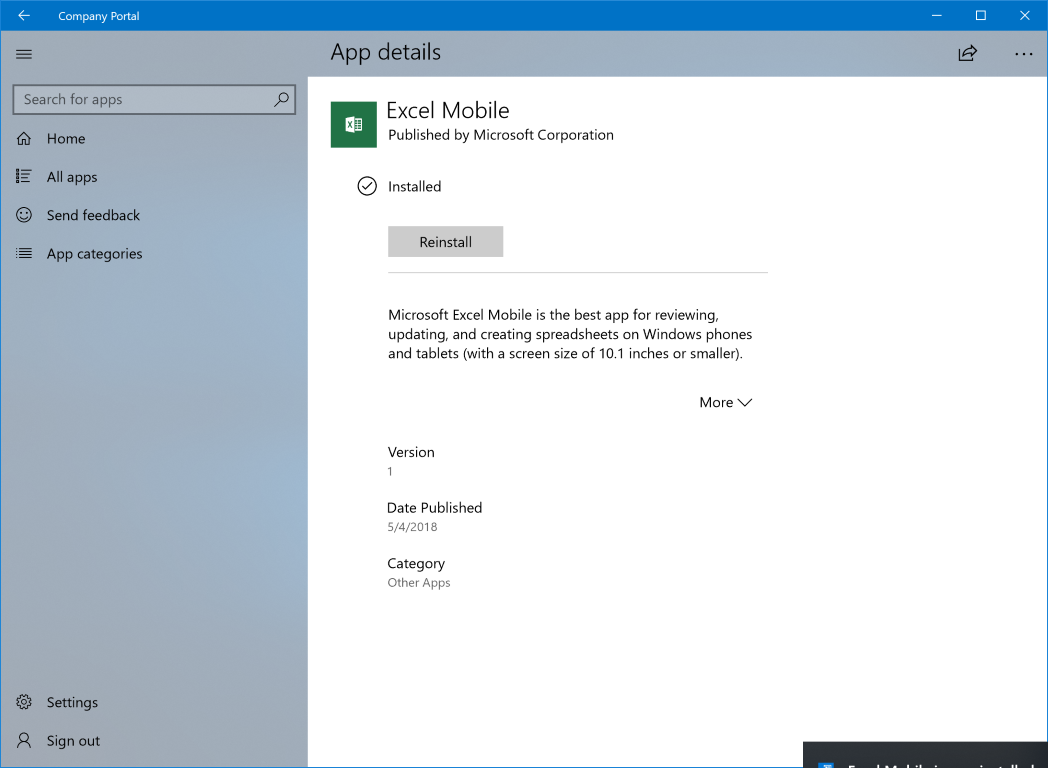 Company Portal
App details
Search for apps
Home
All apps
Send feedback
App categories
Settings
Sign out
Excel Mobile
Published by Microsoft Corporation
Installed
Reinstall
Microsoft Excel Mobile is the best app for reviewing,
updating, and creating spreadsheets on Windows phones
and tablets (with a screen size of 10.1 inches or smaller).
More
Version
1
Date Published
5/4/2018
Category
Other Apps
Excel Mobile is